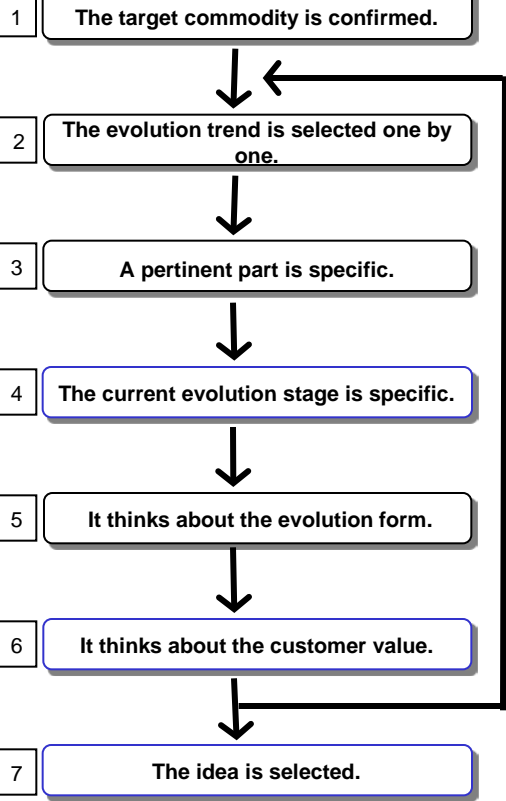 1
The target commodity is confirmed.
2
The evolution trend is selected one by
one.
3
A pertinent part is specific.
4
The current evolution stage is specific.
5
It thinks about the evolution form.
6
It thinks about the customer value.
7
The idea is selected.